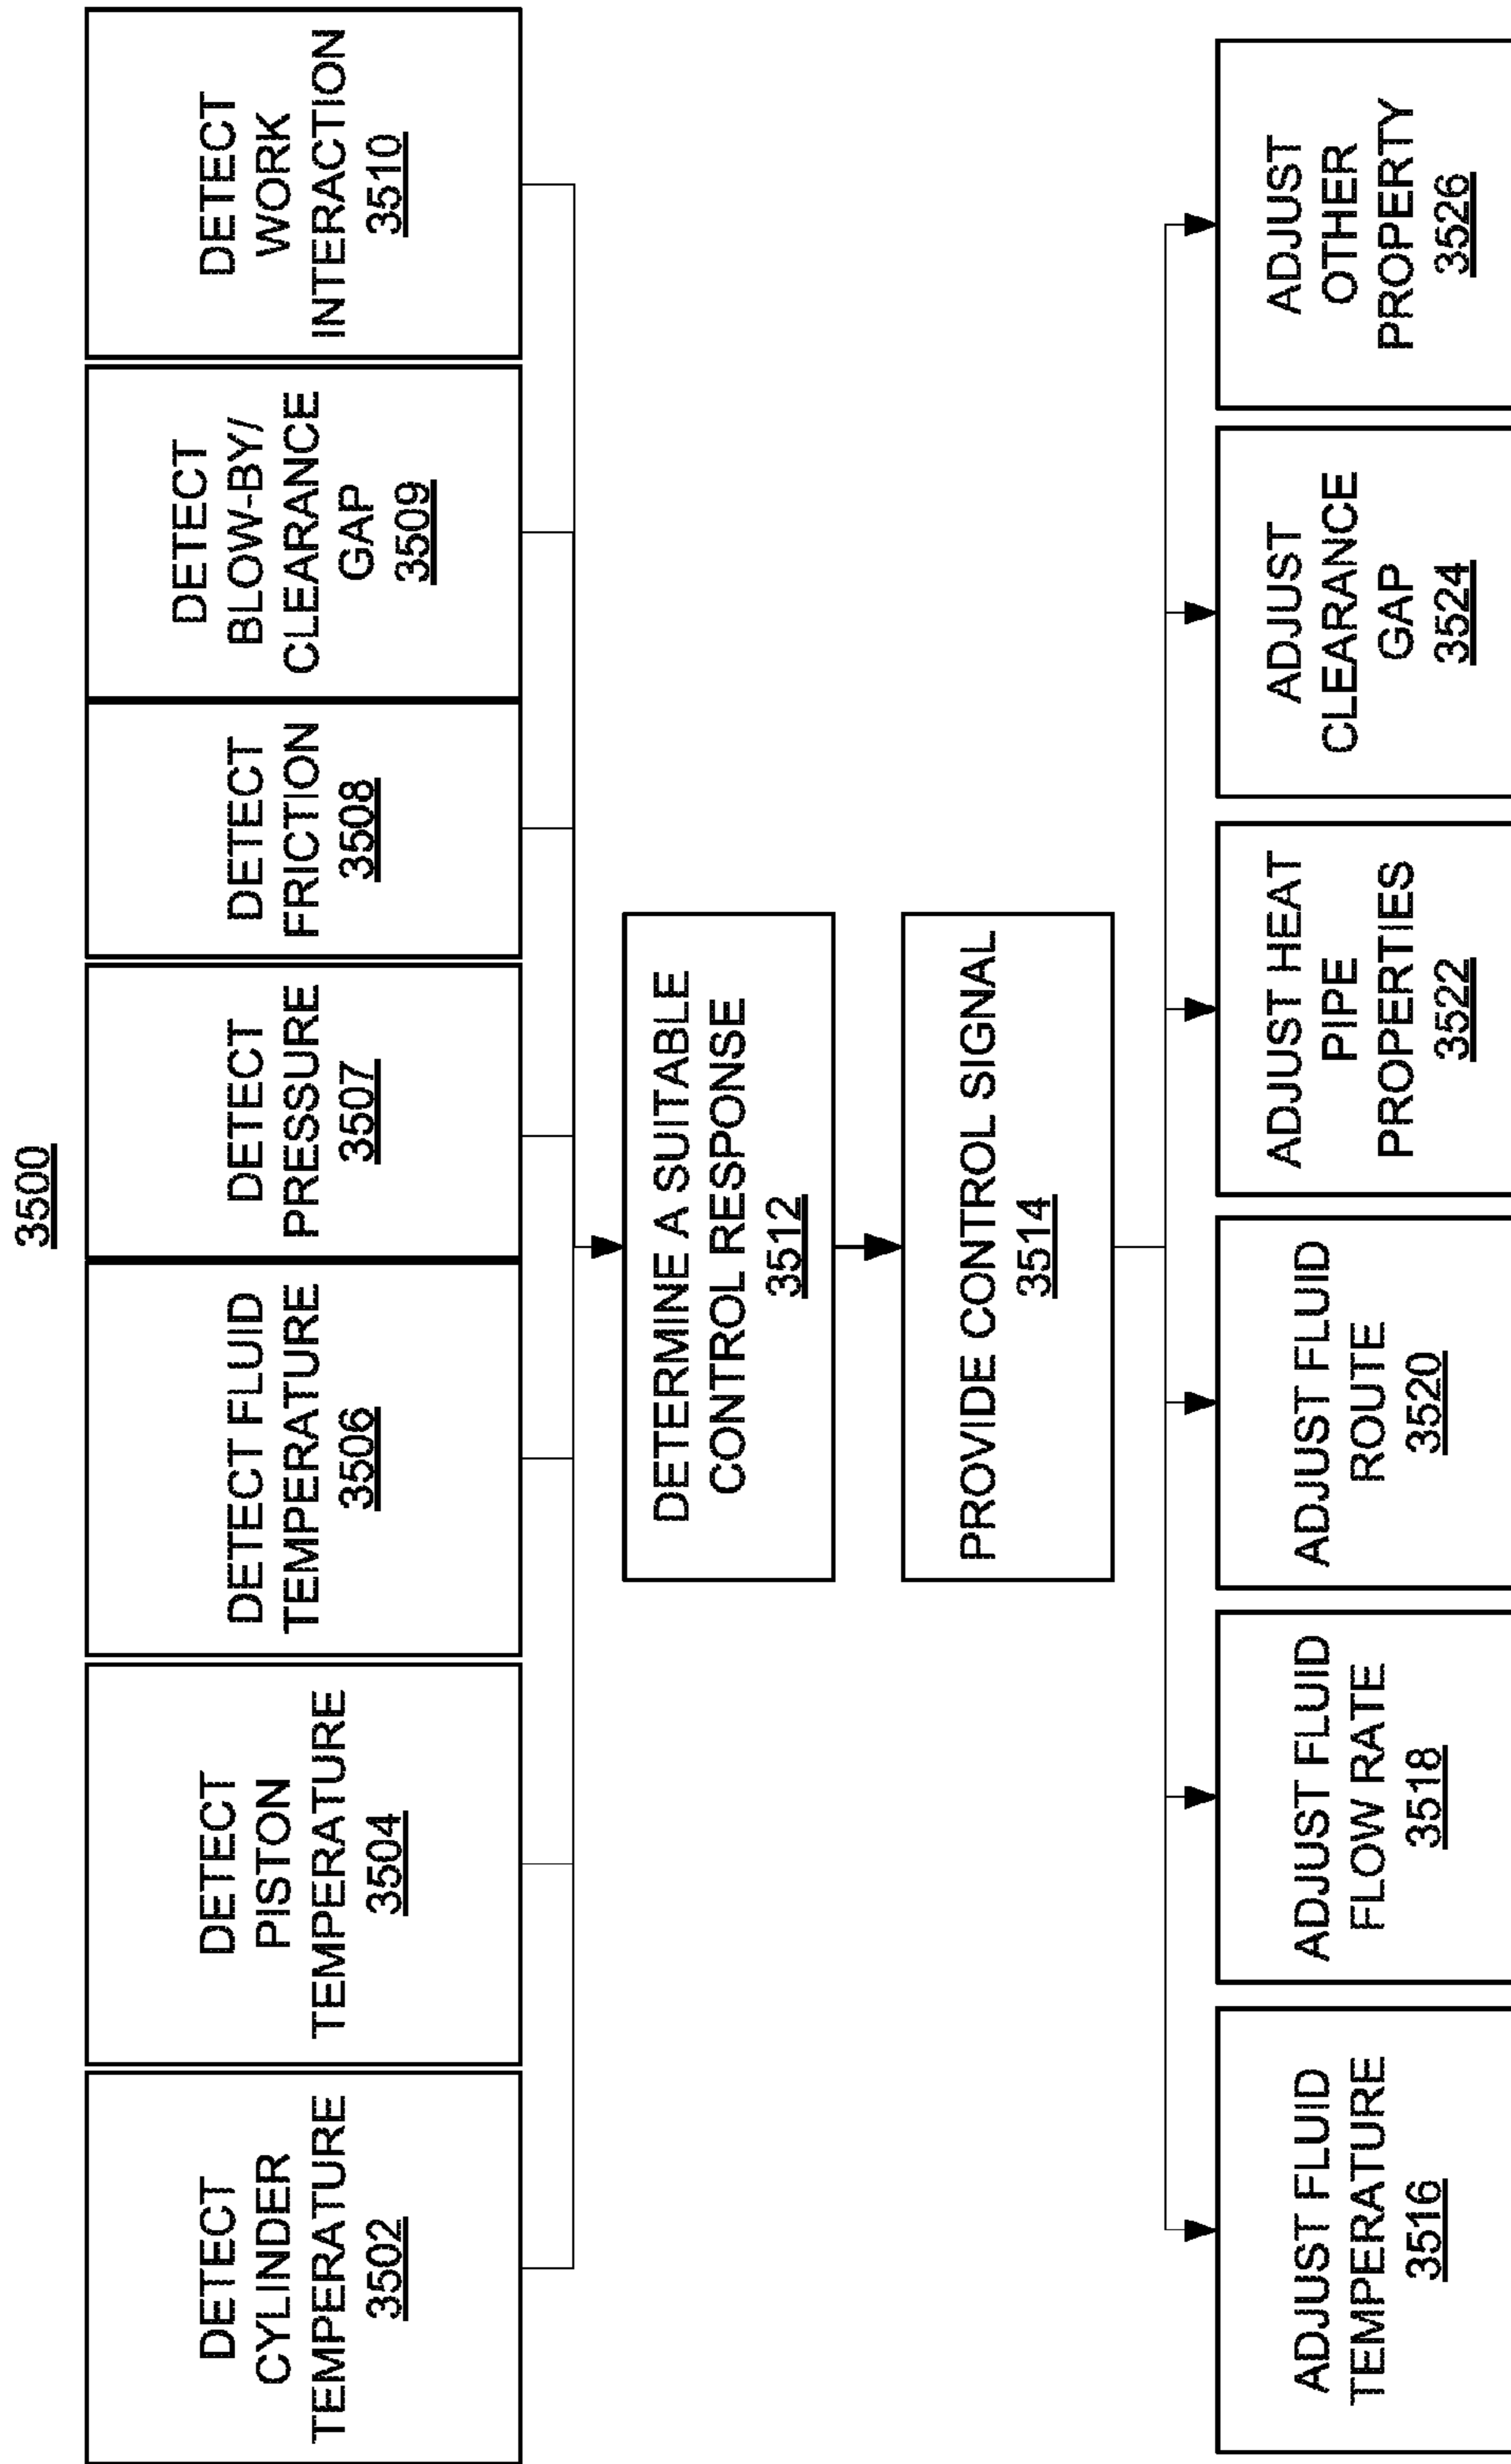 3500
DETECT
CYLINDER
TEMPERATURE
3502
DETECT
PISTON
TEMPERATURE
3504
DETECT FLUID
TEMPERATURE
3506
DETECT
PRESSURE
3507
DETECT
FRICTION
3508
DETECT
BLOW-BY/
CLEARANCE
GAP
3509
DETECT
WORK
INTERACTION
3510
DETERMINE A SUITABLE
CONTROL RESPONSE
3512
PROVIDE CONTROL SIGNAL
3514
ADJUST FLUID
TEMPERATURE
3516
ADJUST FLUID
FLOW RATE
3518
ADJUST FLUID
ROUTE
3520
ADJUST HEAT
PIPE
PROPERTIES
3522
ADJUST
CLEARANCE
GAP
3524
ADJUST
OTHER
PROPERTY
3526